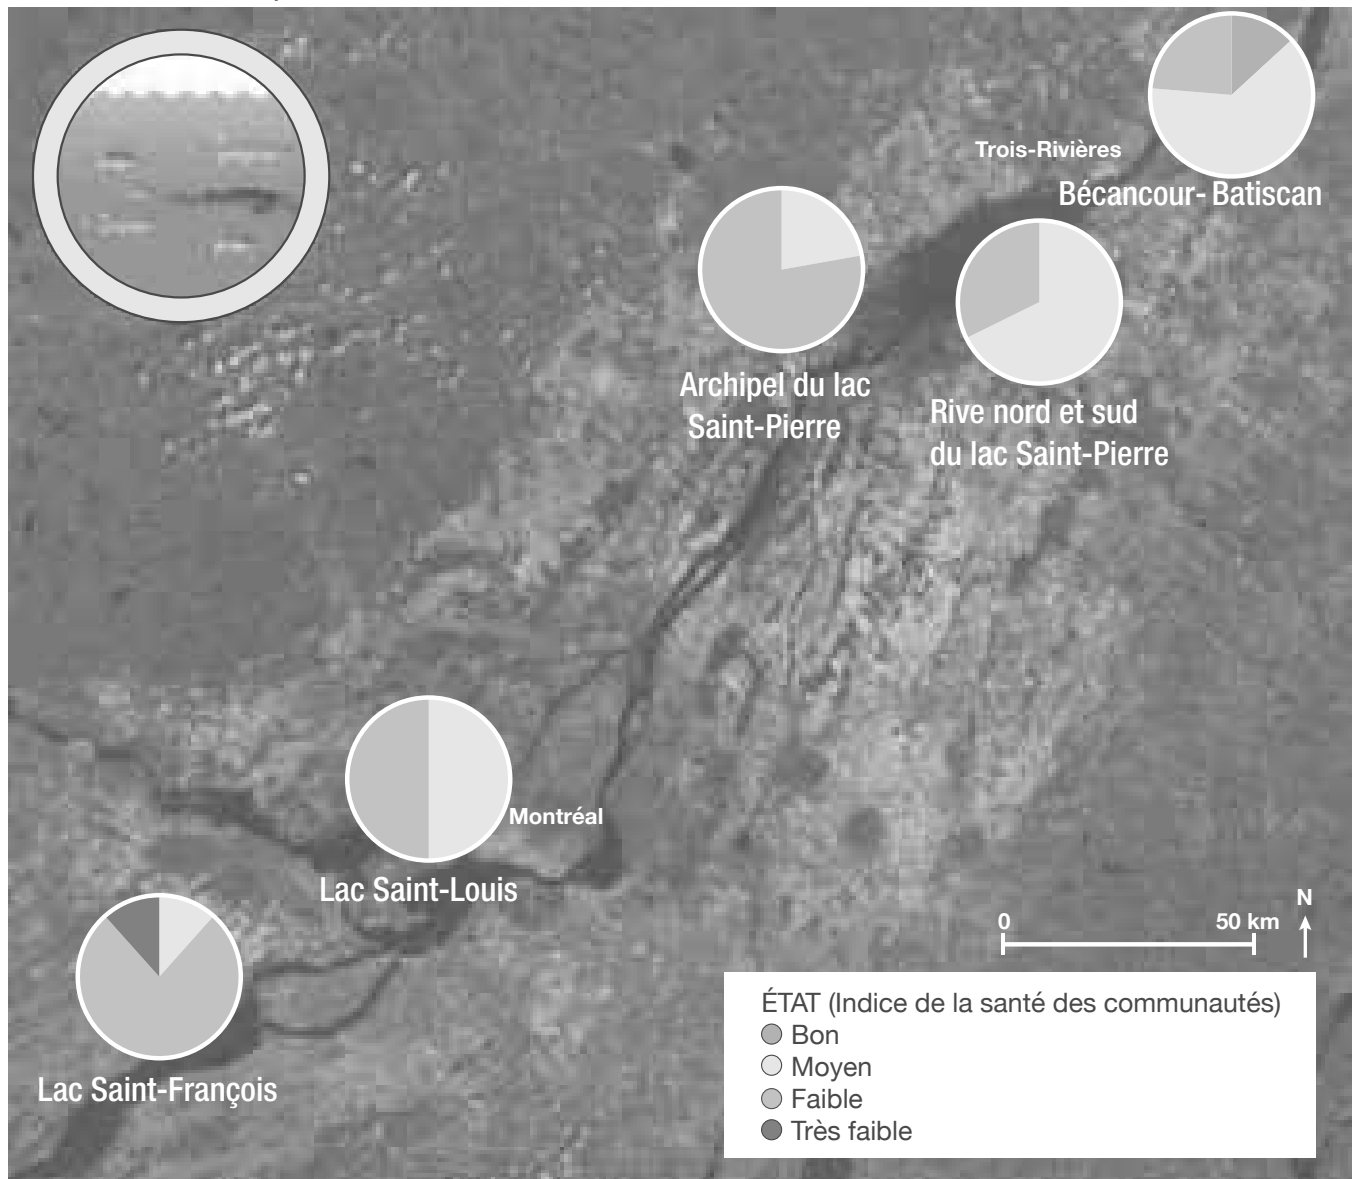 Trois-Rivières
Bécancour- Batiscan
Archipel du lac
Saint-Pierre
Rive nord et sud
du lac Saint-Pierre
Montréal
Lac Saint-Louis
Lac Saint-François
0 50 km N
ÉTAT (Indice de la santé des communautés)
Bon
Moyen
Faible
Très faible